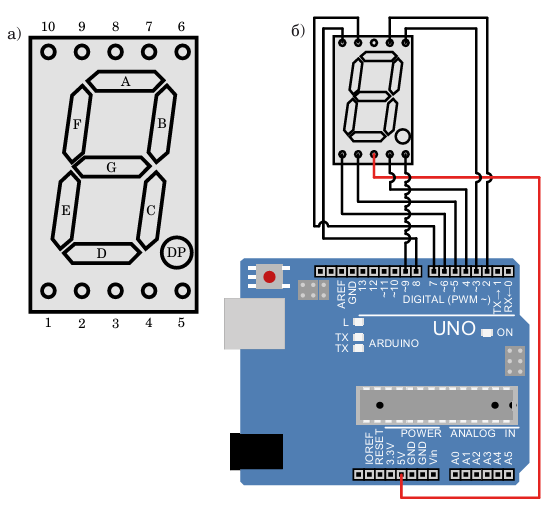 а)
10 9 8 7 6
A
F
B
G
E
C
D
DP
1 2 3 4 5
б)
AREF
GND
13
12
~11
~10
~9
8
7
~6
~5
4
~3
2
TX→1
RX←0
DIGITAL (PWM ~)
L
TX
TX
ARDUINO
UNO
ON
POWER
ANALOG IN
IOREF
RESET
3.3V
5V
GND
GND
Vin
A0
A1
A2
A3
A4
A5